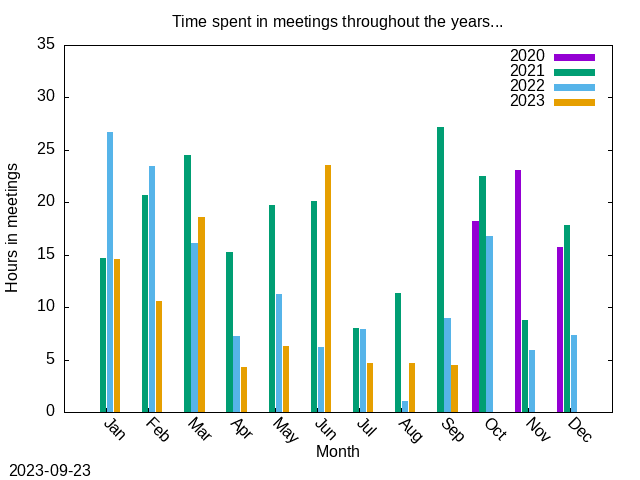 Time spent in meetings throughout the years...
35
30
25
20
15
10
5
0
Hours in meetings
2020
2021
2022
2023
Jan
Feb
Mar
Apr
May
Jun
Jul
Aug
Sep
Oct
Nov
Dec
Month
2023-09-23